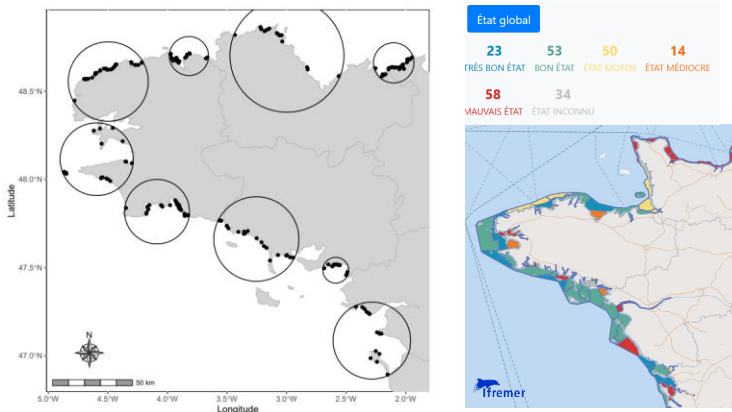 État global
23 53 50 14
TRÈS BON ÉTAT BON ÉTAT ÉTAT MOYEN ÉTAT MÉDIOCRE
58 34
MAUVAIS ÉTAT ÉTAT INCONNU
48.5°N
48.0°N
47.5°N
47.0°N
Latitude
N
50 km
5.0°W 4.5°W 4.0°W 3.5°W 3.0°W 2.5°W 2.0°W
Longitude
Ifremer